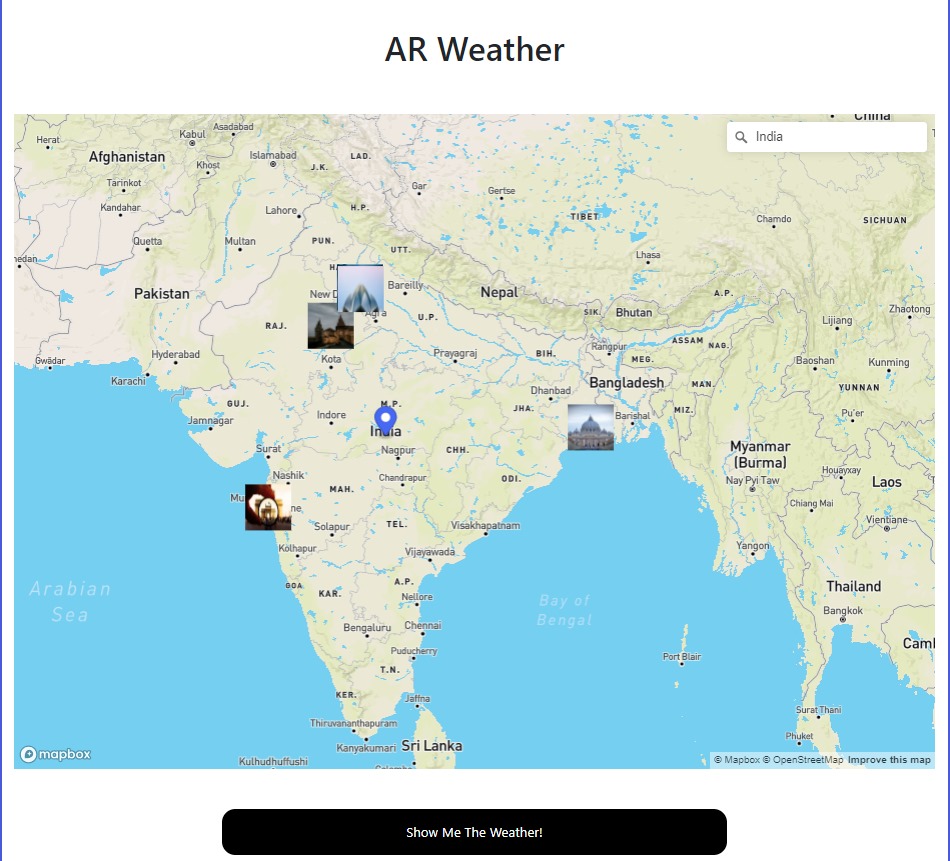 AR Weather
China
India
Asadabad
Kabul
Herat
Afghanistan
Islamabad
LAD.
Khost
J.K.
Tarinkot
Gar
Gertse
Kandahar
Lahore
H.P.
TIBET
Chamdo
SICHUAN
Quetta
Multan
PUN.
UTT.
Lhasa
Pakistan
Bareilly
Nepal
A.P.
New D
SIK.
Bhutan
Zhaotong
Agra
U.P.
Lijiang
RAJ.
ASSAM
NAG.
Gwādar
Hyderabad
Kota
Prayagraj
BIH.
Rangpur
MEG.
Baoshan
Kunming
Karachi
Bangladesh
MAN.
YUNNAN
Dhanbad
GUJ.
M.P.
JHA.
MIZ.
Pu'er
Jamnagar
Indore
Barishal
India
Surat
Nagpur
CHH.
Myanmar
(Burma)
Nashik
Chandrapur
ODI.
Houayxay
Nay Pyi Taw
Laos
MAH.
Mu
ne
Chiang Mai
Solapur
TEL.
Visakhapatnam
Vientiane
Kolhapur
Vijayawada
Yangon
Arabian
Sea
GOA
KAR.
A.P.
Nellore
Bay of
Bengal
Thailand
Bangkok
Bengaluru
Chennai
Puducherry
Port Blair
T.N.
KER.
Jaffna
Surat Thani
Thiruvananthapuram
Kanyakumari
Sri Lanka
Phuket
mapbox
Kulhudhuffushi
© Mapbox © OpenStreetMap Improve this map
Show Me The Weather!